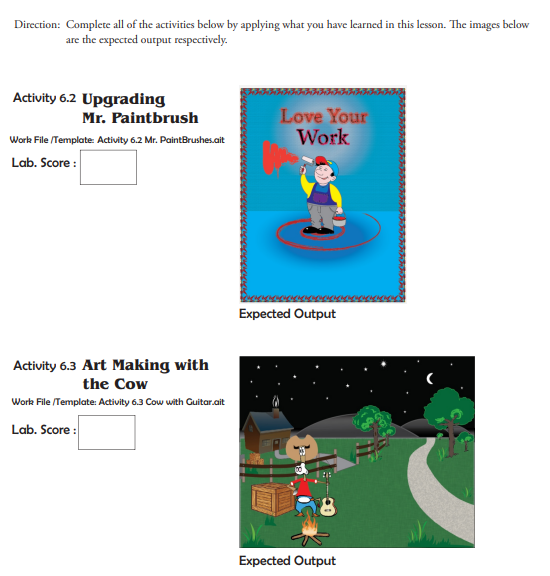 Direction: Complete all of the activities below by applying what you have learned in this lesson. The images below
are the expected output respectively.
Activity 6.2 Upgrading
Mr. Paintbrush
Work File /Template: Activity 6.2 Mr. PaintBrushes.ait
Lab. Score :
Love Your
Work
Expected Output
Activity 6.3 Art Making with
the Cow
Work File /Template: Activity 6.3 Cow with Guitar.ait
Lab. Score :
Expected Output